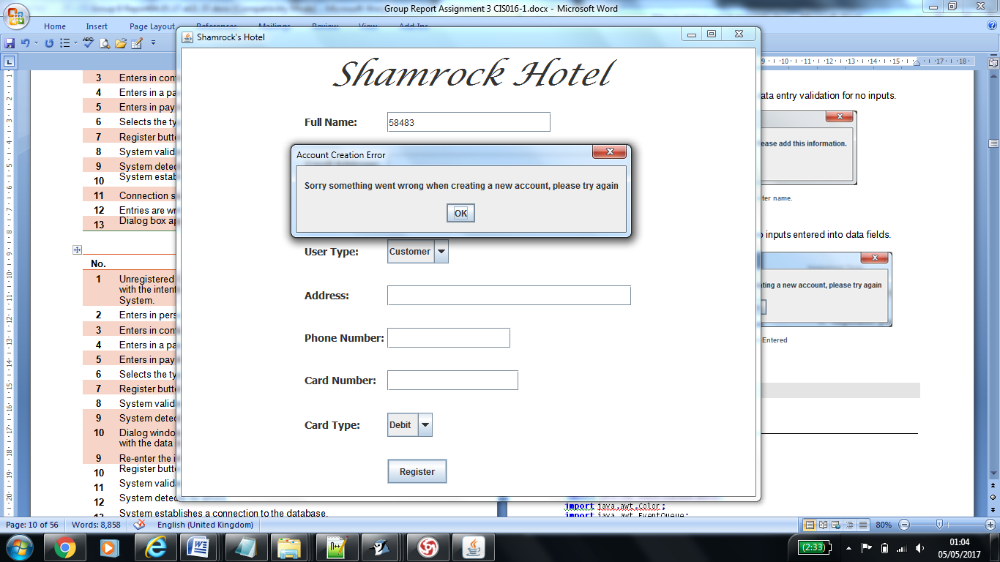 Group Report Assignment 3 CIS016-1.docx - Microsoft Word
Home Insert Page Layout References Mailings Review View Add-Ins
Shamrock's Hotel
Shamrock Hotel
Full Name: 58483
Account Creation Error
Sorry something went wrong when creating a new account, please try again
OK
User Type: Customer
Address:
Phone Number:
Card Number:
Card Type: Debit
Register
3 Enters in con
4 Enters in a pa
5 Enters in pay
6 Selects the ty
7 Register butt
8 System valid
9 System detec
10 System estab
11 Connection s
12 Entries are wr
13 Dialog box ap
No.
1 Unregistered
with the inten
System.
2 Enters in pers
3 Enters in con
4 Enters in a pa
5 Enters in pay
6 Selects the ty
7 Register butt
8 System valid
9 System detec
10 Dialog windo
with the data
9 Re-enter the i
10 Register butt
11 System valid
12 System detec
System establishes a connection to the database.
ata entry validation for no inputs.
ease add this information.
ter name.
o inputs entered into data fields.
ting a new account, please try again
Entered
import java.awt.Color;
import java.awt.EventQueue;
Page: 10 of 56 Words: 8,858 English (United Kingdom) 80%
(2:33) 01:04
05/05/2017